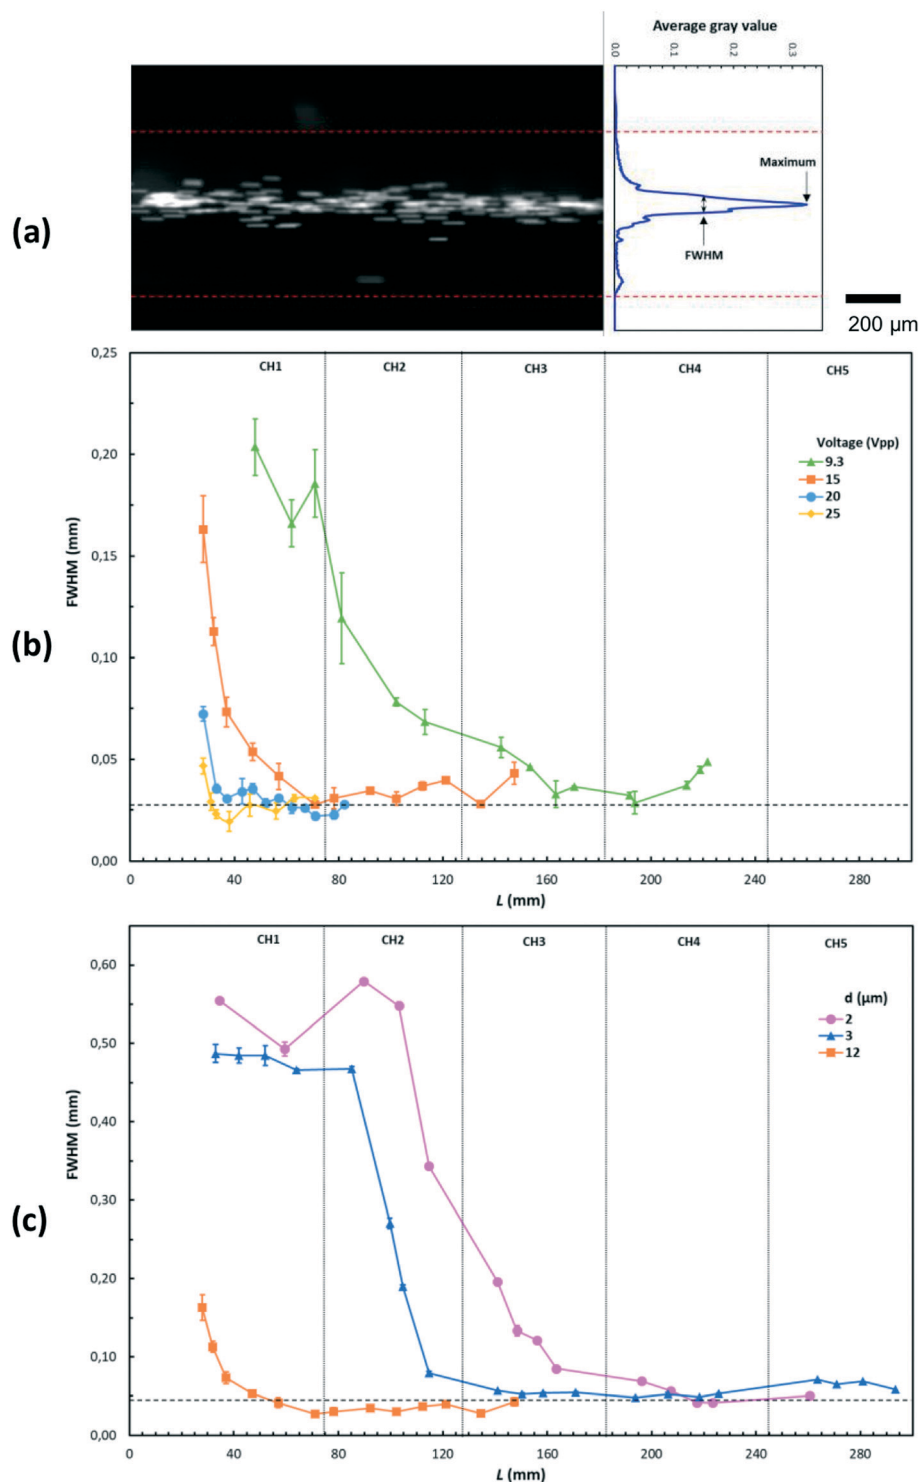 Average gray value
0.0 0.1 0.2 0.3
Maximum
(a)
FWHM
200 µm
0,25
CH1 CH2 CH3 CH4 CH5
0,20
Voltage (Vpp)
9.3
15
20
25
0,15
FWHM (mm)
(b)
0,10
0,05
0,00
0 40 80 120 160 200 240 280
L (mm)
CH1 CH2 CH3 CH4 CH5
0,60
d (µm)
2
3
12
0,50
0,40
FWHM (mm)
0,30
(c)
0,20
0,10
0,00
0 40 80 120 160 200 240 280
L (mm)